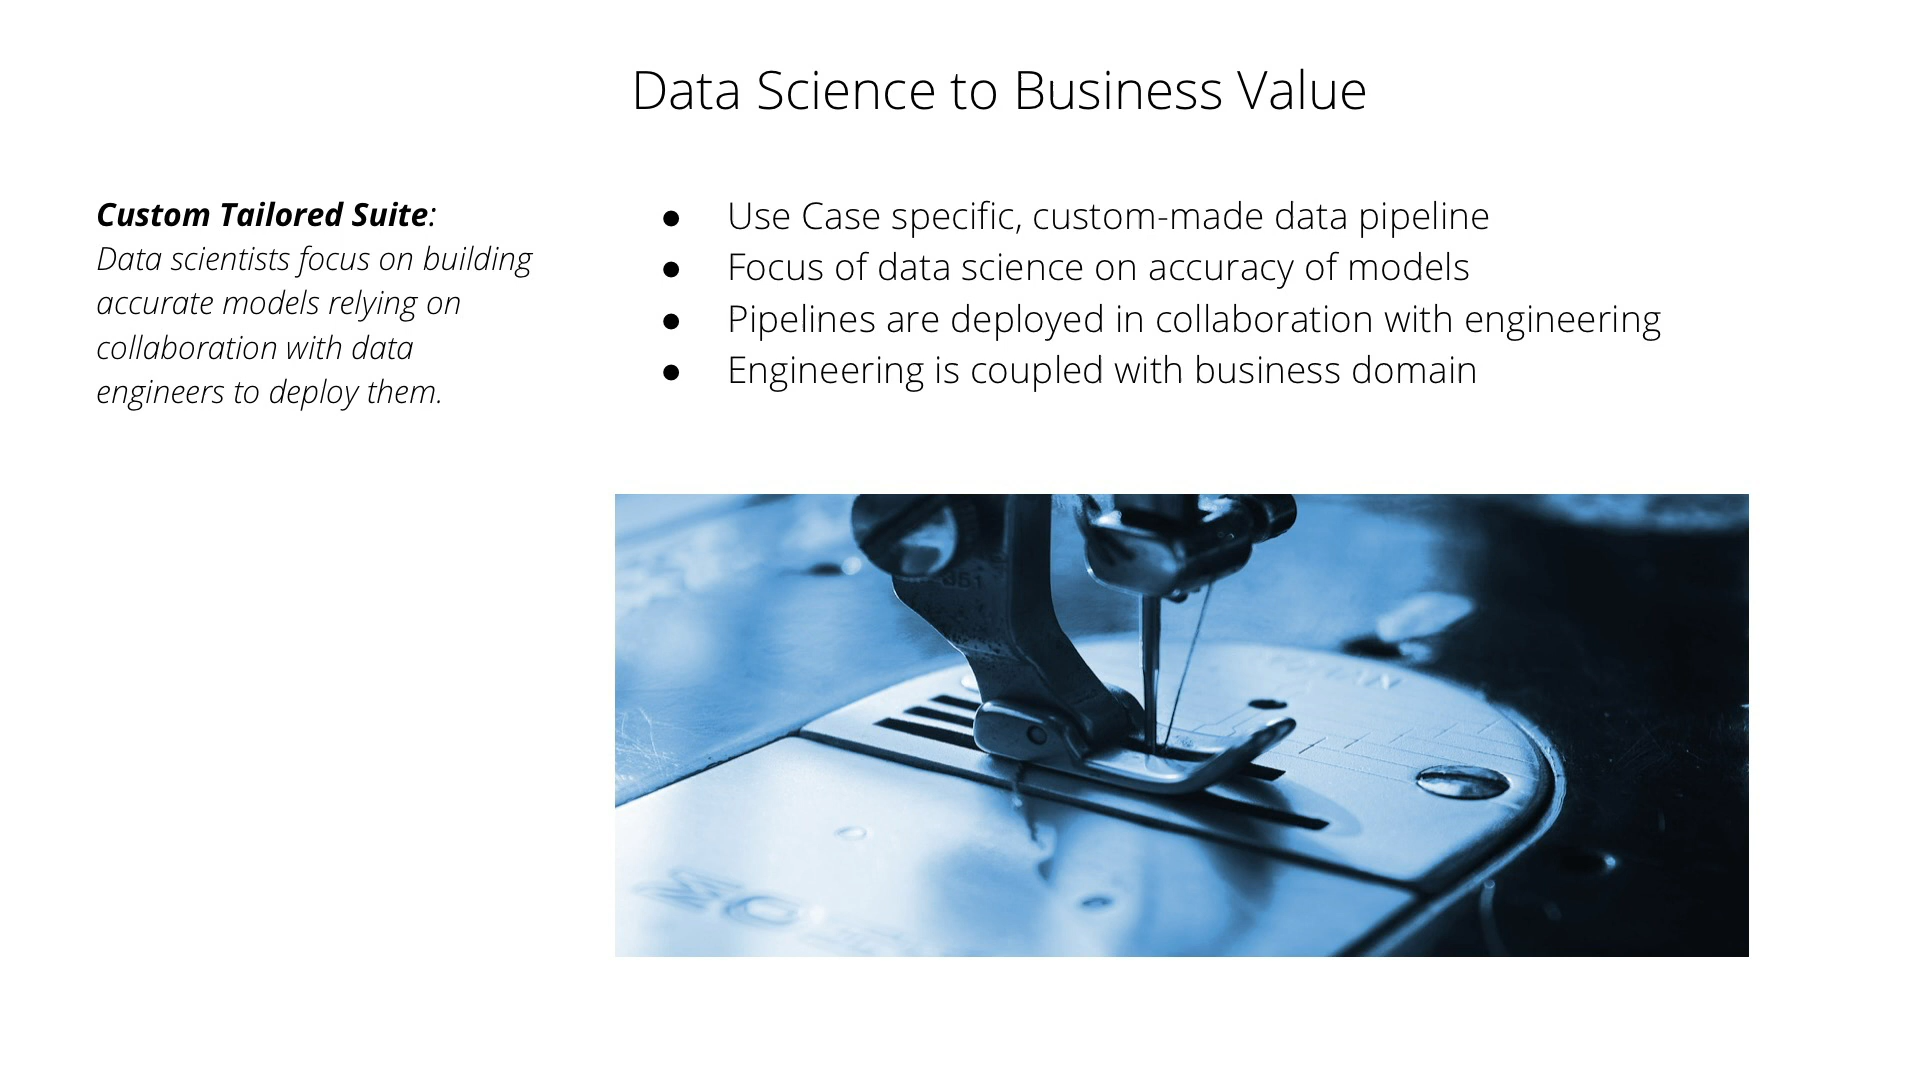 Data Science to Business Value
Custom Tailored Suite:
Data scientists focus on building
accurate models relying on
collaboration with data
engineers to deploy them.
● Use Case specific, custom-made data pipeline
● Focus of data science on accuracy of models
● Pipelines are deployed in collaboration with engineering
● Engineering is coupled with business domain